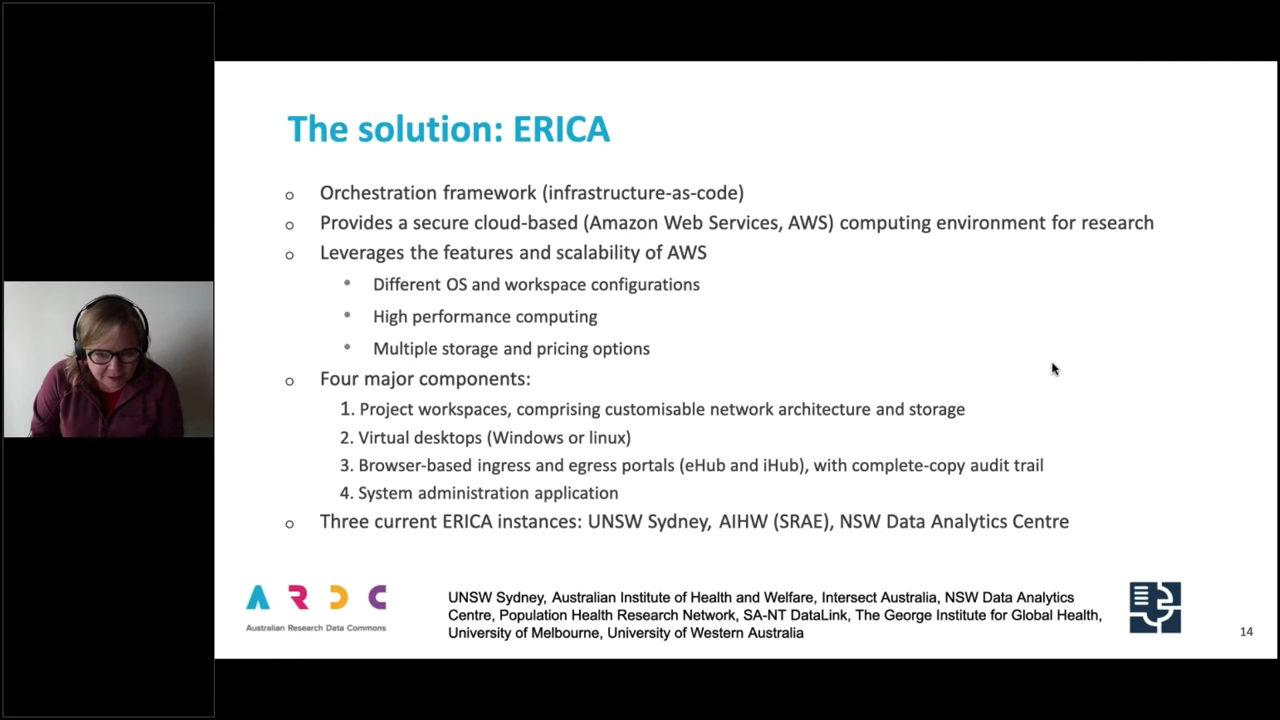 The solution: ERICA
o Orchestration framework (infrastructure-as-code)
o Provides a secure cloud-based (Amazon Web Services, AWS) computing environment for research
o Leverages the features and scalability of AWS
• Different OS and workspace configurations
• High performance computing
• Multiple storage and pricing options
o Four major components:
1. Project workspaces, comprising customisable network architecture and storage
2. Virtual desktops (Windows or linux)
3. Browser-based ingress and egress portals (eHub and iHub), with complete-copy audit trail
4. System administration application
o Three current ERICA instances: UNSW Sydney, AIHW (SRAE), NSW Data Analytics Centre
ARDC
Australian Research Data Commons
UNSW Sydney, Australian Institute of Health and Welfare, Intersect Australia, NSW Data Analytics
Centre, Population Health Research Network, SA-NT DataLink, The George Institute for Global Health,
University of Melbourne, University of Western Australia
14